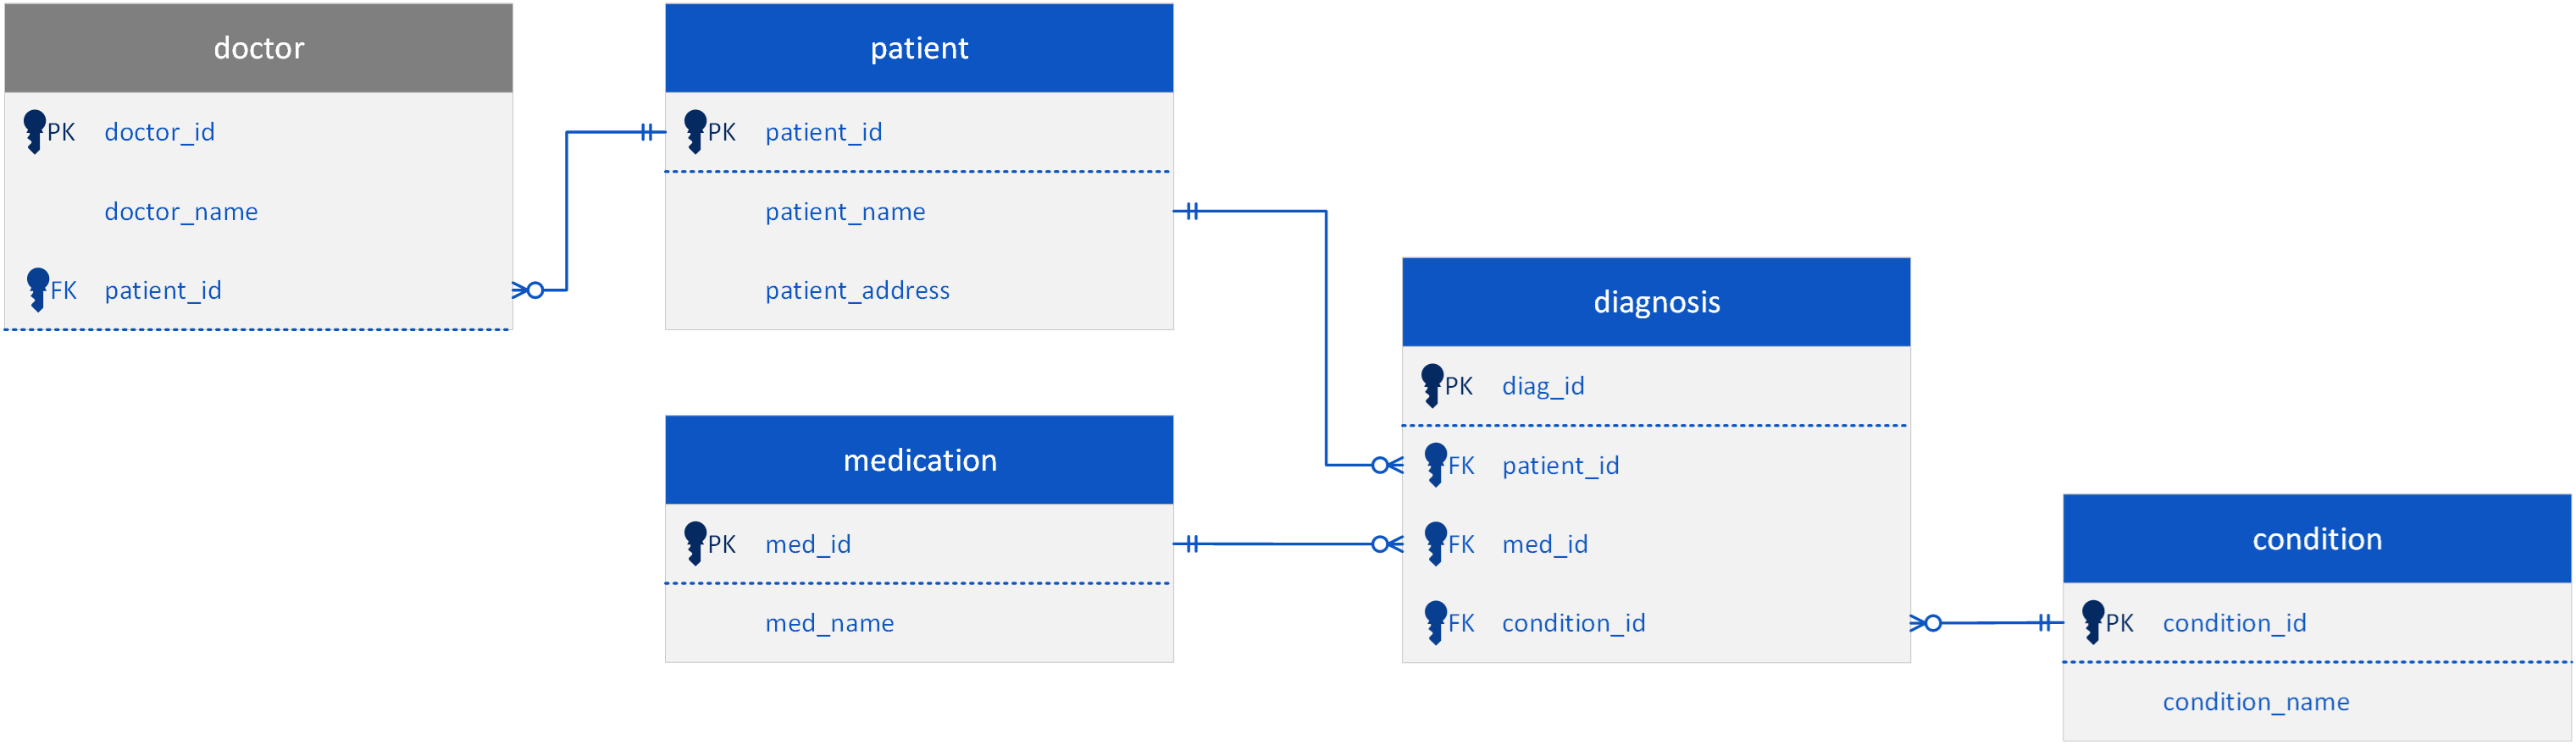 doctor
PK doctor_id
doctor_name
FK patient_id
patient
PK patient_id
patient_name
patient_address
medication
PK med_id
med_name
diagnosis
PK diag_id
FK patient_id
FK med_id
FK condition_id
condition
PK condition_id
condition_name